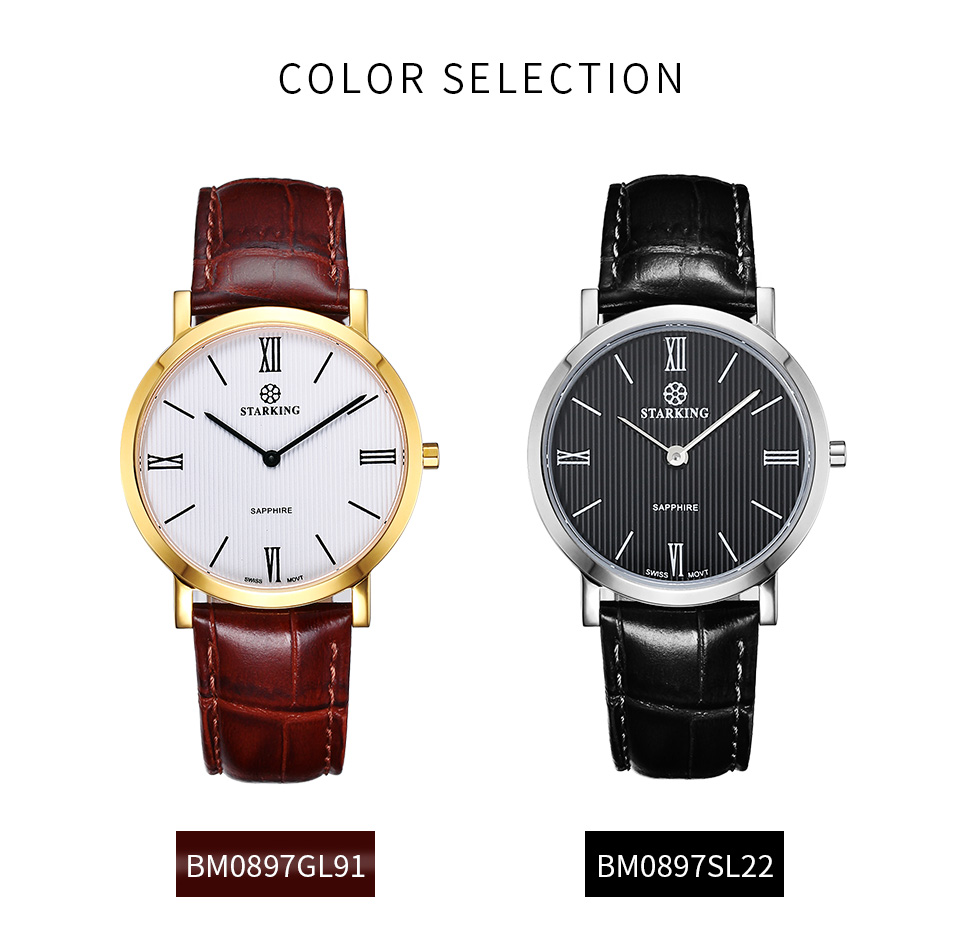 COLOR SELECTION
XII
STARKING
IX
III
SAPPHIRE
SWISS VI MOVT
XII
STARKING
IX
III
SAPPHIRE
SWISS VI MOVT
BM0897GL91
BM0897SL22